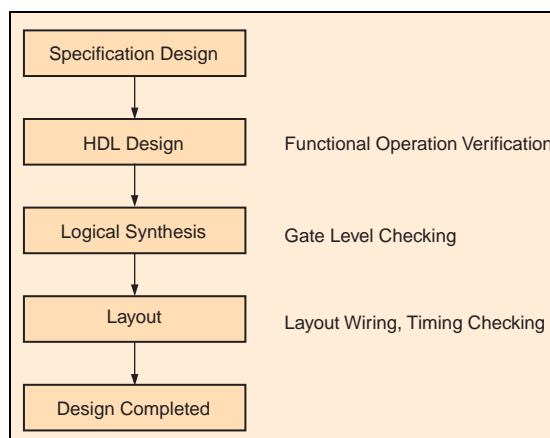 Specification Design
HDL Design
Functional Operation Verification
Logical Synthesis
Gate Level Checking
Layout
Layout Wiring, Timing Checking
Design Completed